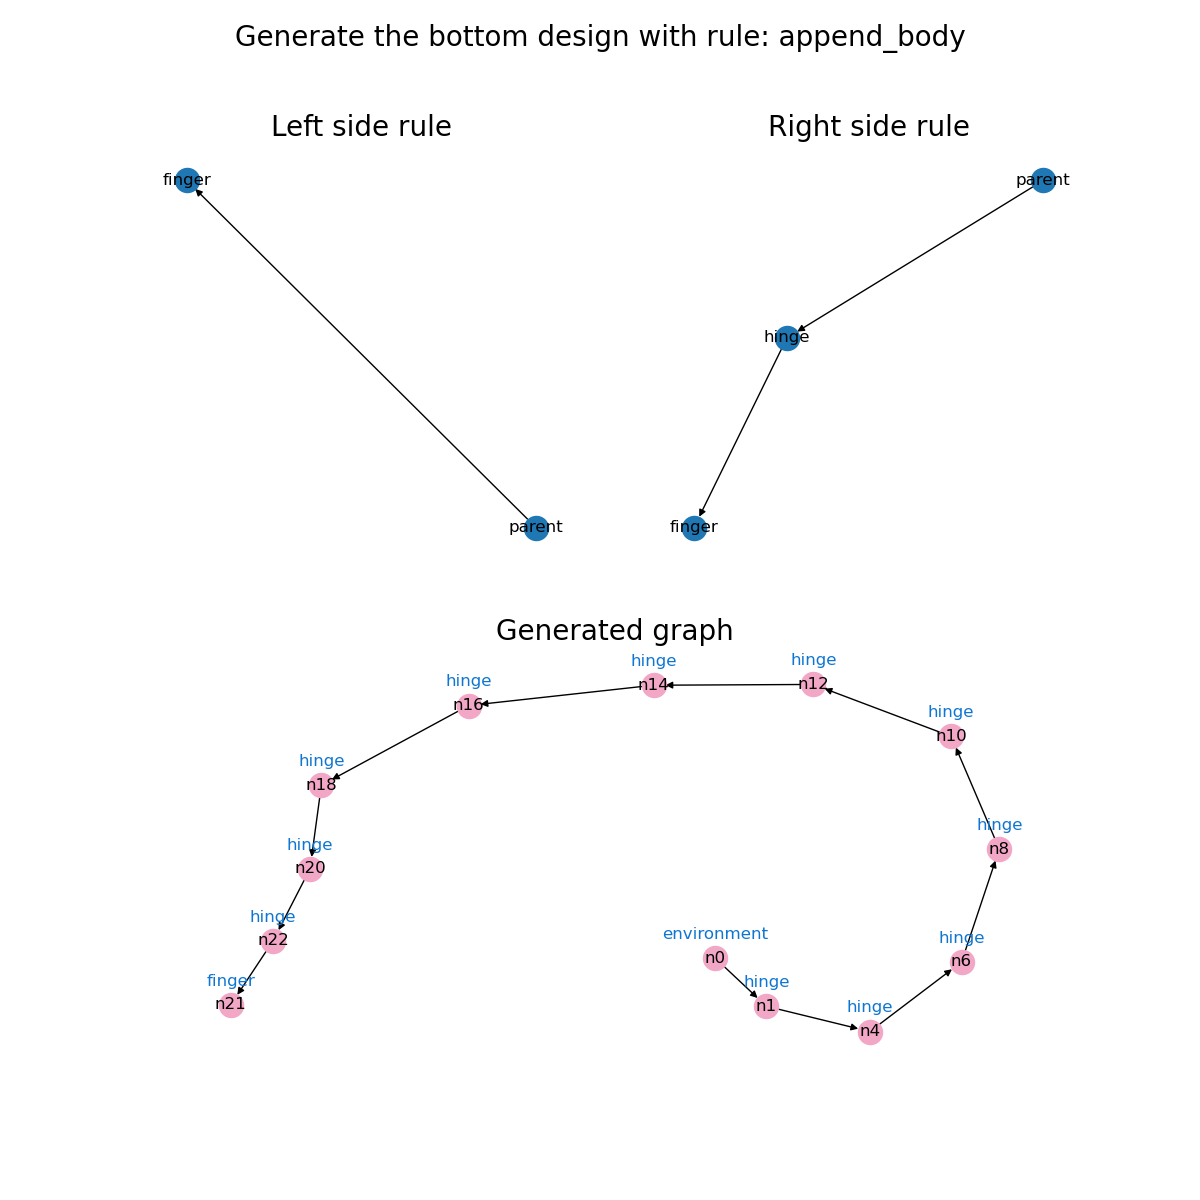 Generate the bottom design with rule: append_body
Left side rule
Right side rule
finger
parent
hinge
parent
finger
Generated graph
hinge
hinge
hinge
n16
n14
n12
hinge
n10
hinge
n18
hinge
n8
hinge
n20
hinge
n22
environment
n0
hinge
n6
finger
n21
hinge
n1
hinge
n4